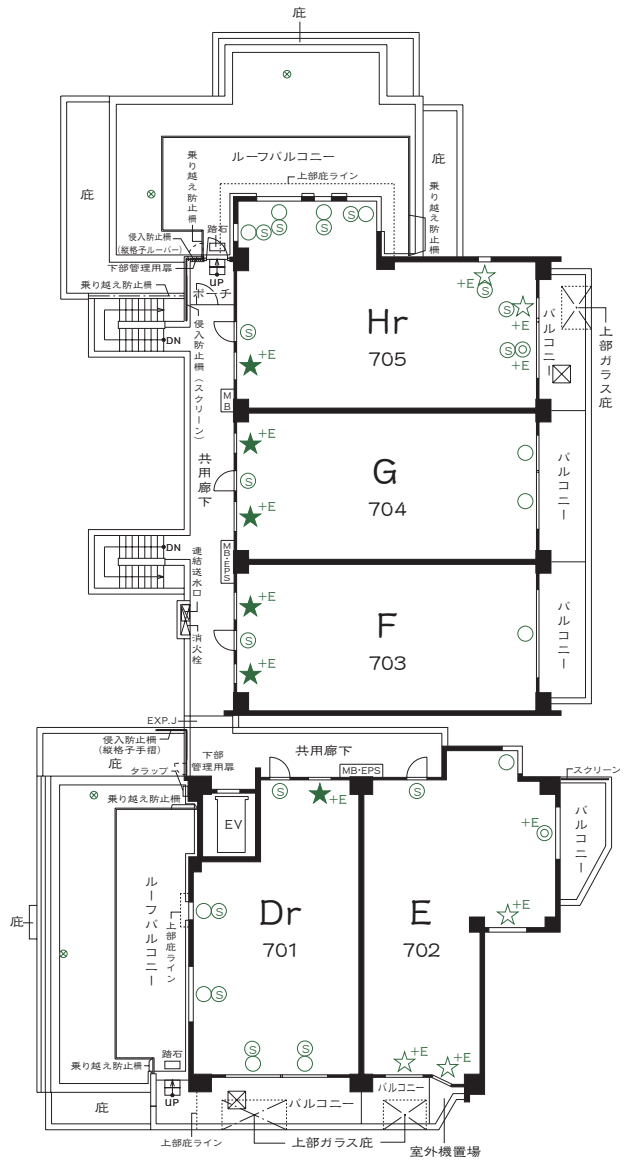 庇
ルーフバルコニー
上部庇ライン
庇
庇
乗り越え防止柵
乗り越え防止柵
踏石
侵入防止柵
(縦格子ルーバー)
下部管理用扉
UP
乗り越え防止柵
ポーチ
DN
侵入防止柵(スクリーン)
S
S
S
S
+E
S
S
+E
S
+E
バルコニー
上部ガラス庇
Hr
705
S
+E
MB
共用廊下
+E
S
+E
G
704
バルコニー
DN
MB・EPS
連結送水口
消火栓
+E
S
+E
F
703
バルコニー
EXP.J
侵入防止柵
(縦格子手摺)
庇
下部
管理用扉
タラップ
乗り越え防止柵
共用廊下
MB・EPS
スクリーン
EV
S
+E
S
+E
バルコニー
Dr
701
E
702
+E
ルーフバルコニー
上部庇ライン
庇
S
S
S
S
+E
+E
踏石
乗り越え防止柵
UP
庇
バルコニー
バルコニー
上部庇ライン
上部ガラス庇
室外機置場